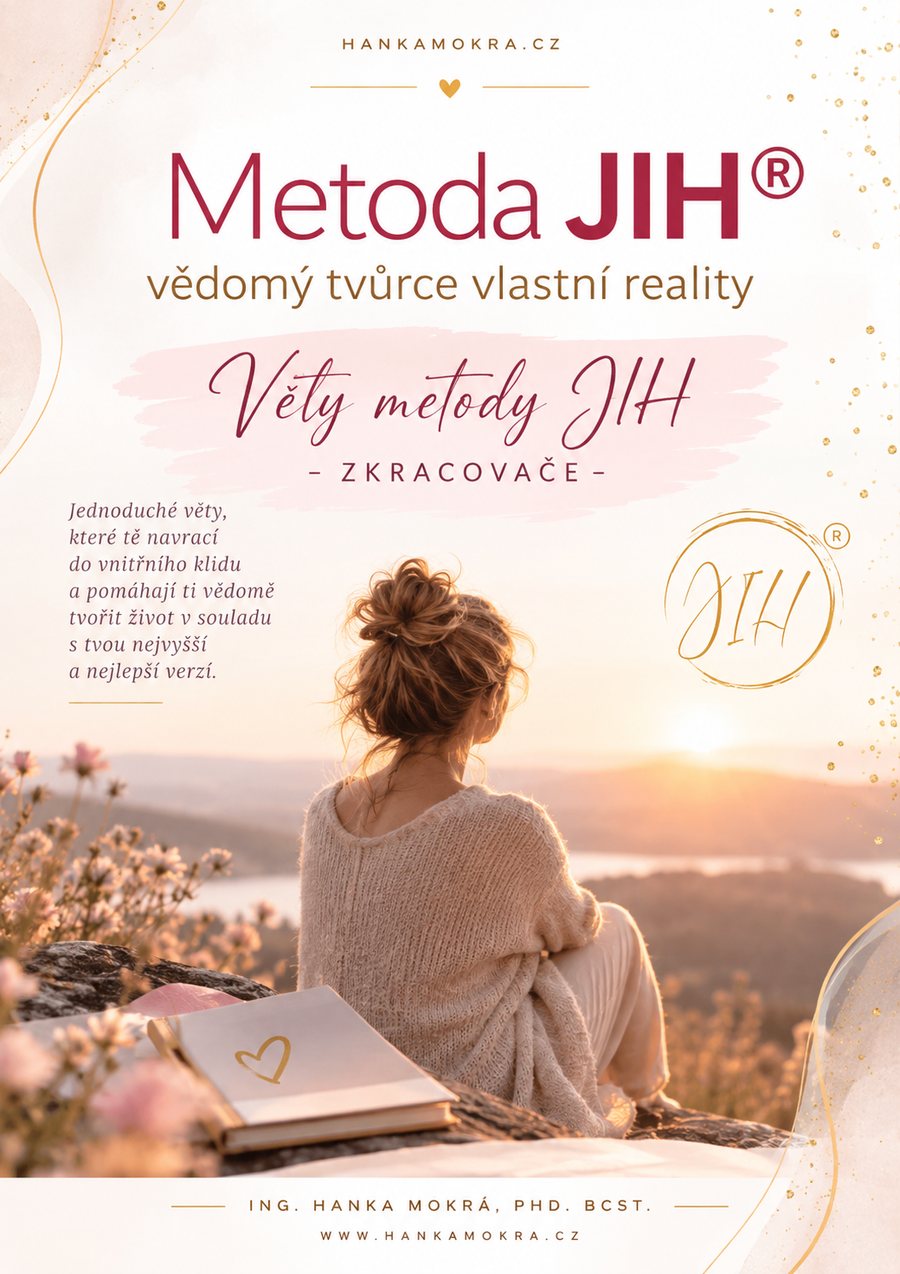 HANKAMOKRA.CZ
Metoda JIH®
vědomý tvůrce vlastní reality
Věty metody JIH
– ZKRACOVAČE –
Jednoduché věty,
které tě navrací
do vnitřního klidu
a pomáhají ti vědomě
tvořit život v souladu
s tvou nejvyšší
a nejlepší verzí.
JIH ®
ING. HANKA MOKRÁ, PHD. BCST.
WWW.HANKAMOKRA.CZ